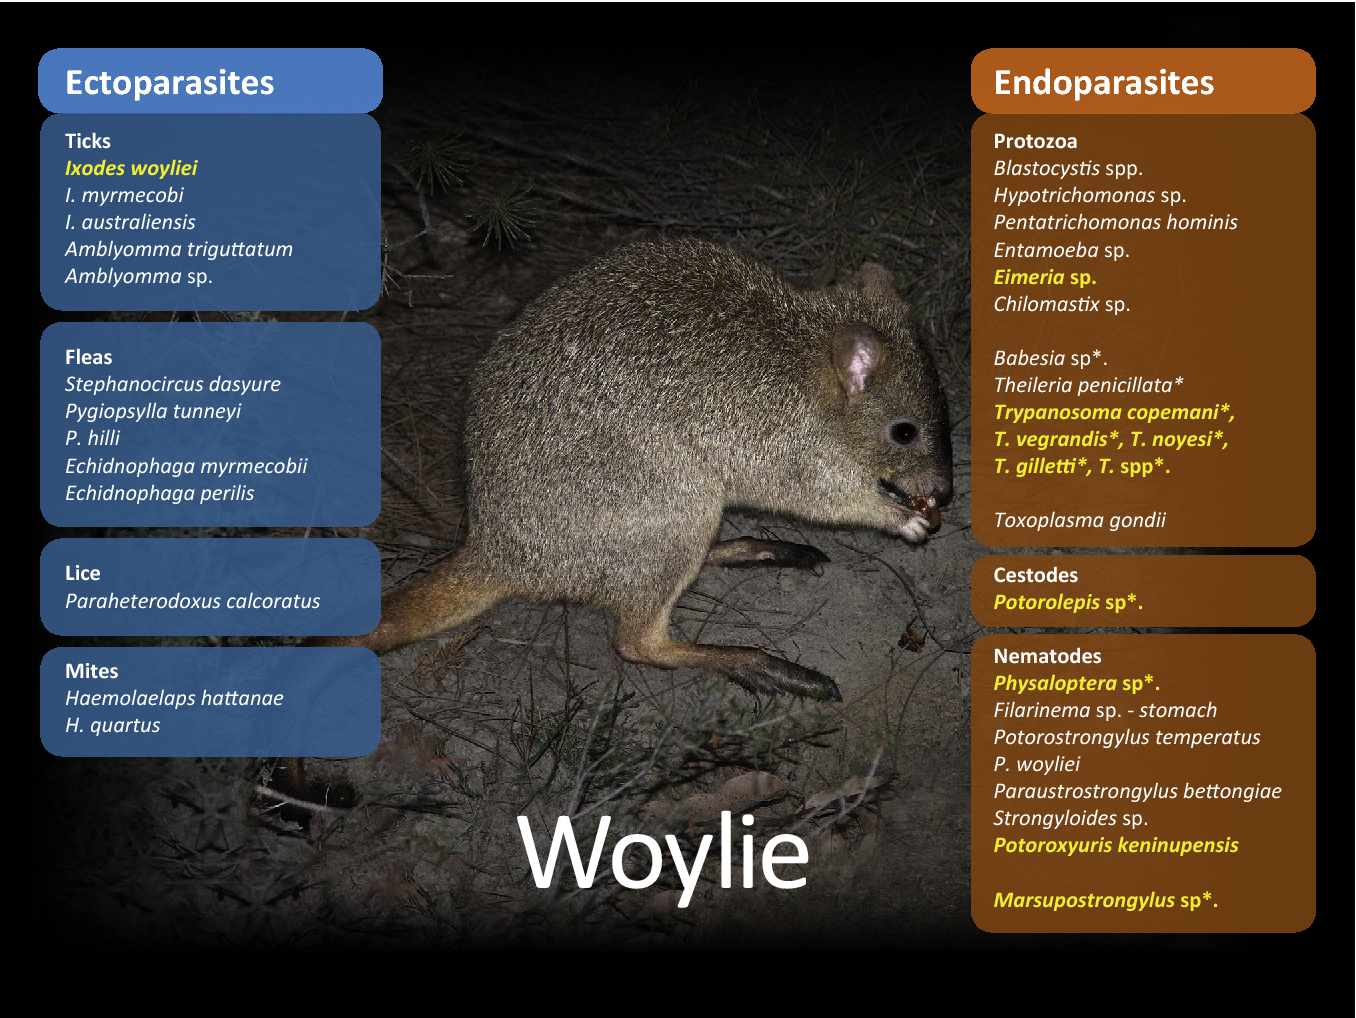 Ectoparasites
Ticks
Ixodes woyliei
I. myrmecobi
I. australiensis
Amblyomma triguttatum
Amblyomma sp.
Fleas
Stephanocircus dasyure
Pygiopsylla tunneyi
P. hilli
Echidnophaga myrmecobii
Echidnophaga perilis
Lice
Paraheterodoxus calcoratus
Mites
Haemolaelaps hattanae
H. quartus
Endoparasites
Protozoa
Blastocystis spp.
Hypotrichomonas sp.
Pentatrichomonas hominis
Entamoeba sp.
Eimeria sp.
Chilomastix sp.
Babesia sp*.
Theileria penicillata*
Trypanosoma copemani*,
T. vegrandis*, T. noyesi*,
T. gilletti*, T. spp*.
Toxoplasma gondii
Cestodes
Potorolepis sp*.
Nematodes
Physaloptera sp*.
Filarinema sp. - stomach
Potorostrongylus temperatus
P. woyliei
Paraustrostrongylus bettongiae
Strongyloides sp.
Potoroxyuris keninupensis
Marsupostrongylus sp*.
Woylie